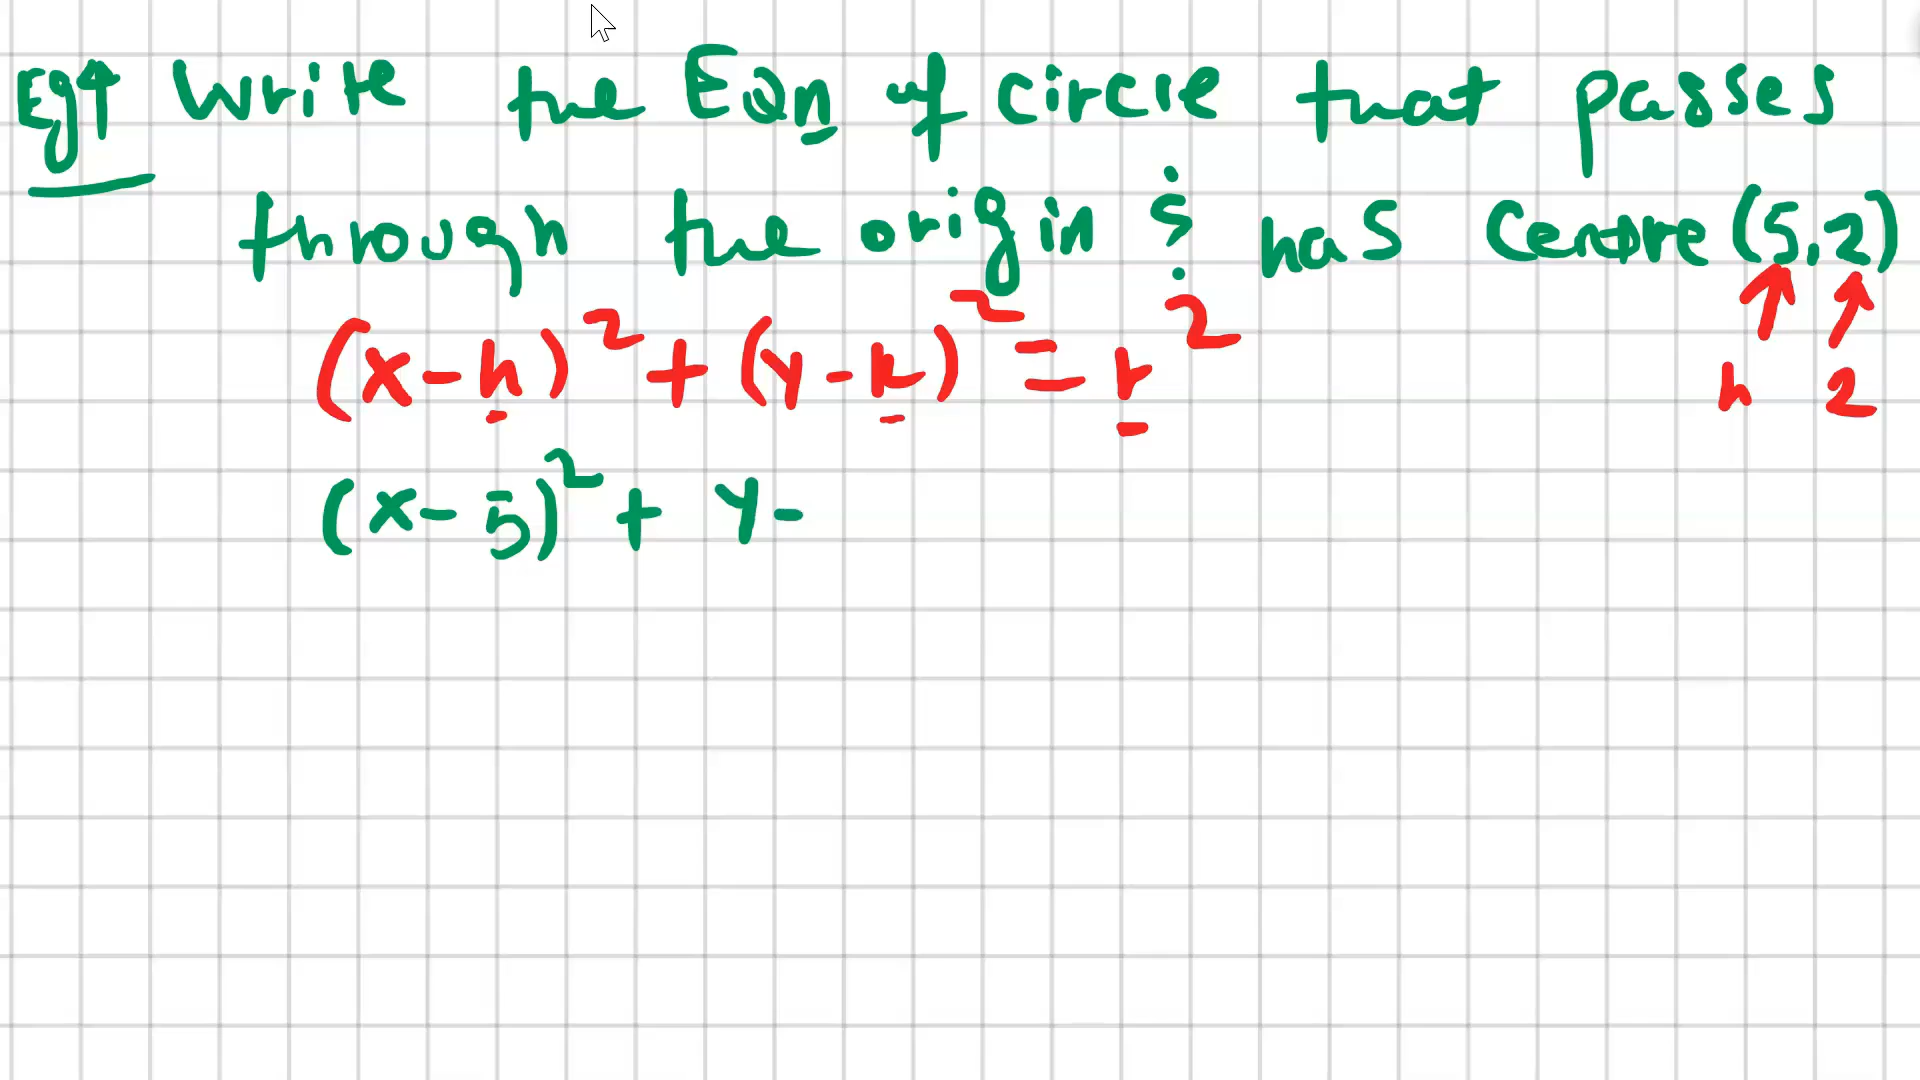 Eg4 Write the EQn of circle that passes
through the origin & has Centre (5,2)
(x-h)² + (y-k)² = r²
h 2
(x-5)² + y-